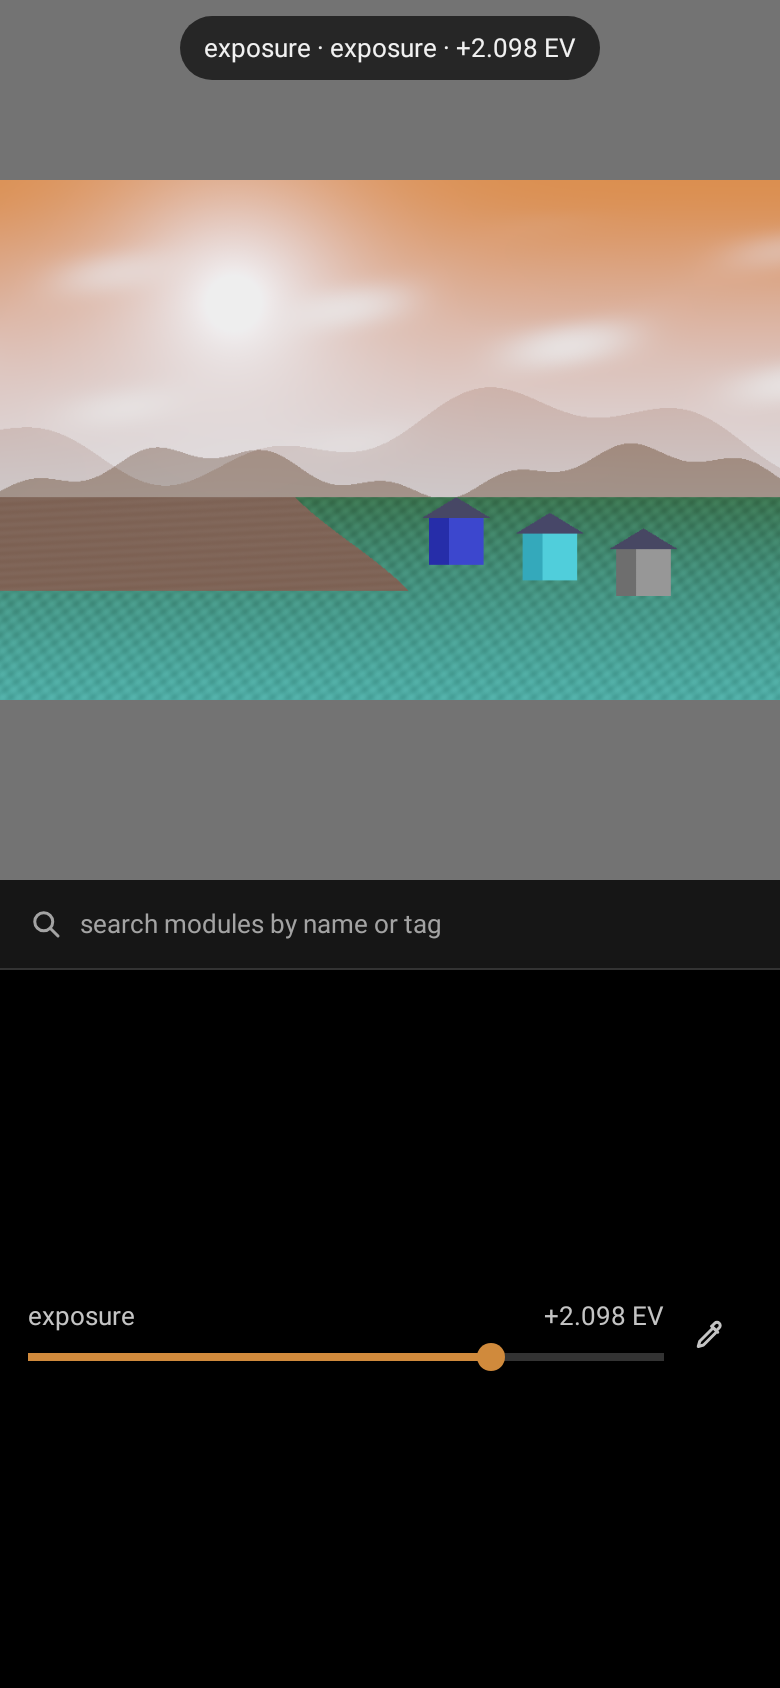 exposure · exposure · +2.098 EV
search modules by name or tag
exposure +2.098 EV